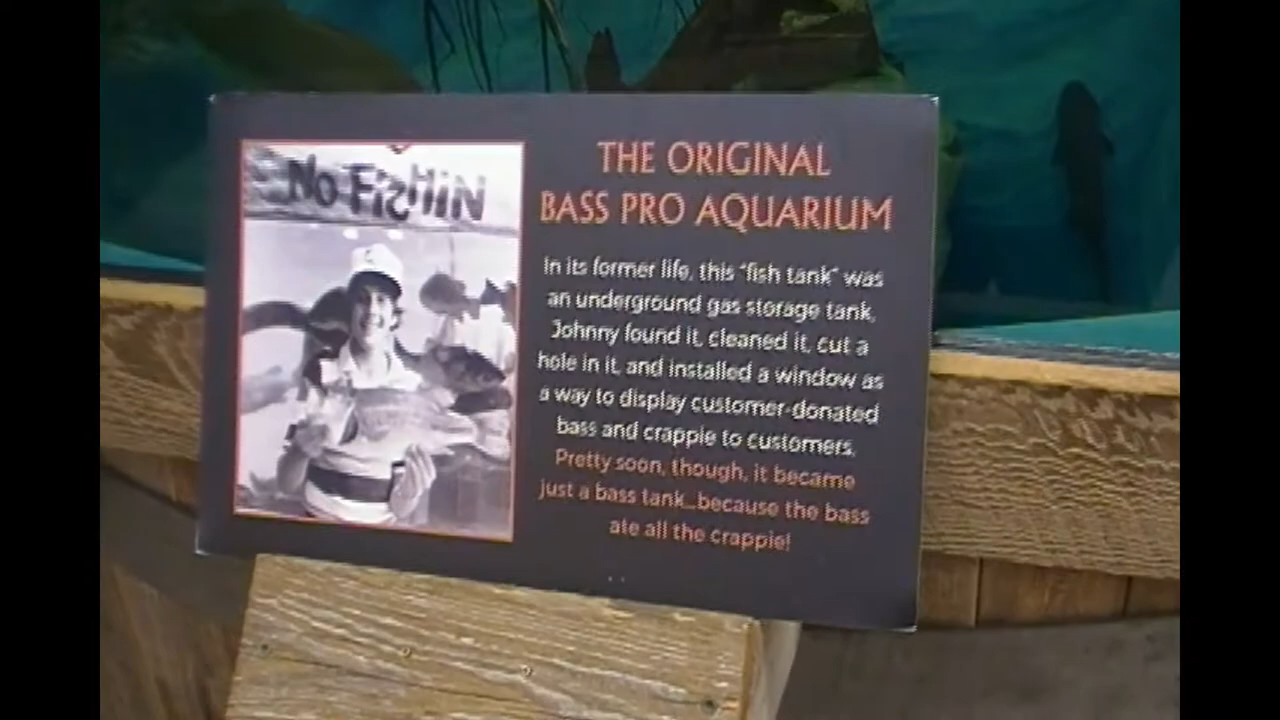 No FiSHiN
THE ORIGINAL
BASS PRO AQUARIUM
In its former life, this "fish tank" was
an underground gas storage tank.
Johnny found it, cleaned it, cut a
hole in it, and installed a window as
a way to display customer-donated
bass and crappie to customers.
Pretty soon, though, it became
just a bass tank...because the bass
ate all the crappie!